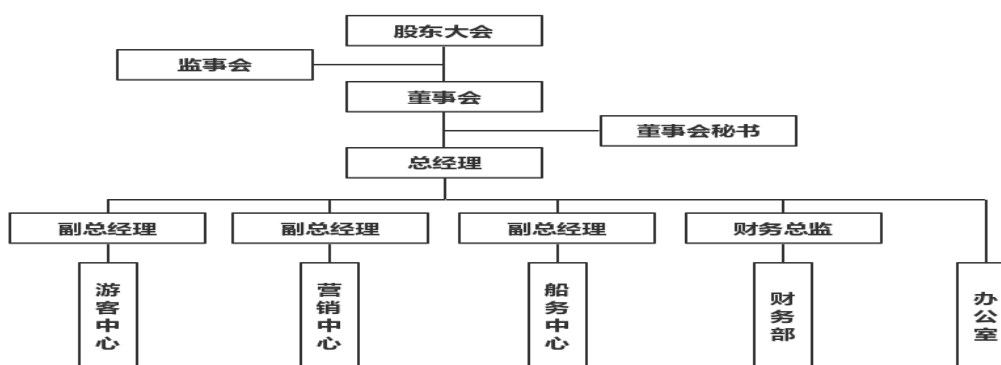 股东大会
监事会
董事会
董事会秘书
总经理
副总经理
副总经理
副总经理
财务总监
游客中心
营销中心
船务中心
财务部
办公室